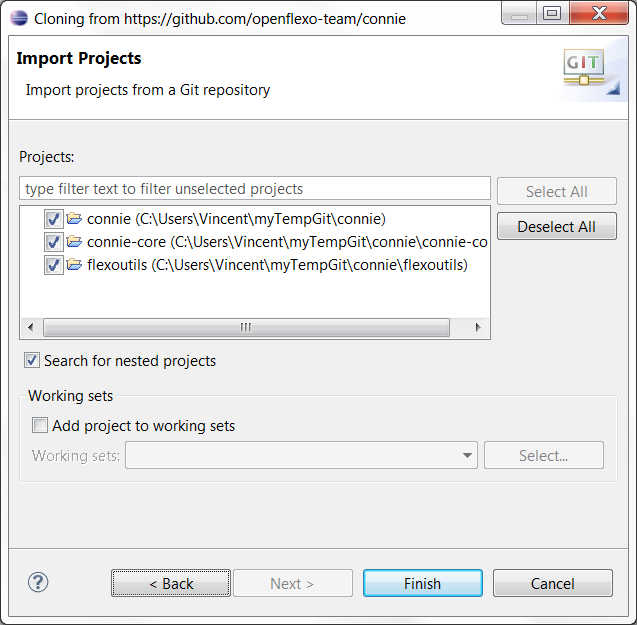 Cloning from https://github.com/openflexo-team/connie
Import Projects
Import projects from a Git repository
GIT
Projects:
type filter text to filter unselected projects
Select All
connie (C:\Users\Vincent\myTempGit\connie)
Deselect All
connie-core (C:\Users\Vincent\myTempGit\connie\connie-co
flexoutils (C:\Users\Vincent\myTempGit\connie\flexoutils)
Search for nested projects
Working sets
Add project to working sets
Working sets:
Select...
?
< Back
Next >
Finish
Cancel